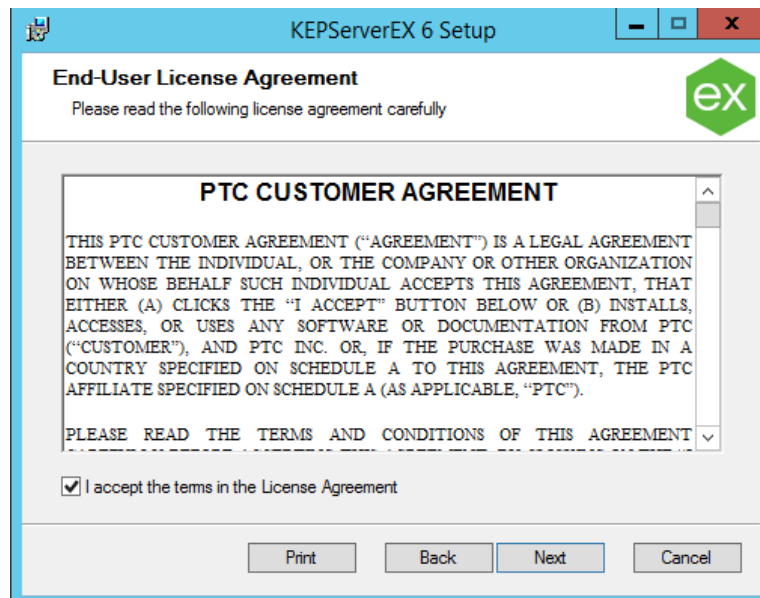 KEPServerEX 6 Setup
End-User License Agreement
Please read the following license agreement carefully
ex
PTC CUSTOMER AGREEMENT
THIS PTC CUSTOMER AGREEMENT (“AGREEMENT”) IS A LEGAL AGREEMENT
BETWEEN THE INDIVIDUAL, OR THE COMPANY OR OTHER ORGANIZATION
ON WHOSE BEHALF SUCH INDIVIDUAL ACCEPTS THIS AGREEMENT, THAT
EITHER (A) CLICKS THE “I ACCEPT” BUTTON BELOW OR (B) INSTALLS,
ACCESSES, OR USES ANY SOFTWARE OR DOCUMENTATION FROM PTC
(“CUSTOMER”), AND PTC INC. OR, IF THE PURCHASE WAS MADE IN A
COUNTRY SPECIFIED ON SCHEDULE A TO THIS AGREEMENT, THE PTC
AFFILIATE SPECIFIED ON SCHEDULE A (AS APPLICABLE, “PTC”).
PLEASE READ THE TERMS AND CONDITIONS OF THIS AGREEMENT
I accept the terms in the License Agreement
Print Back Next Cancel